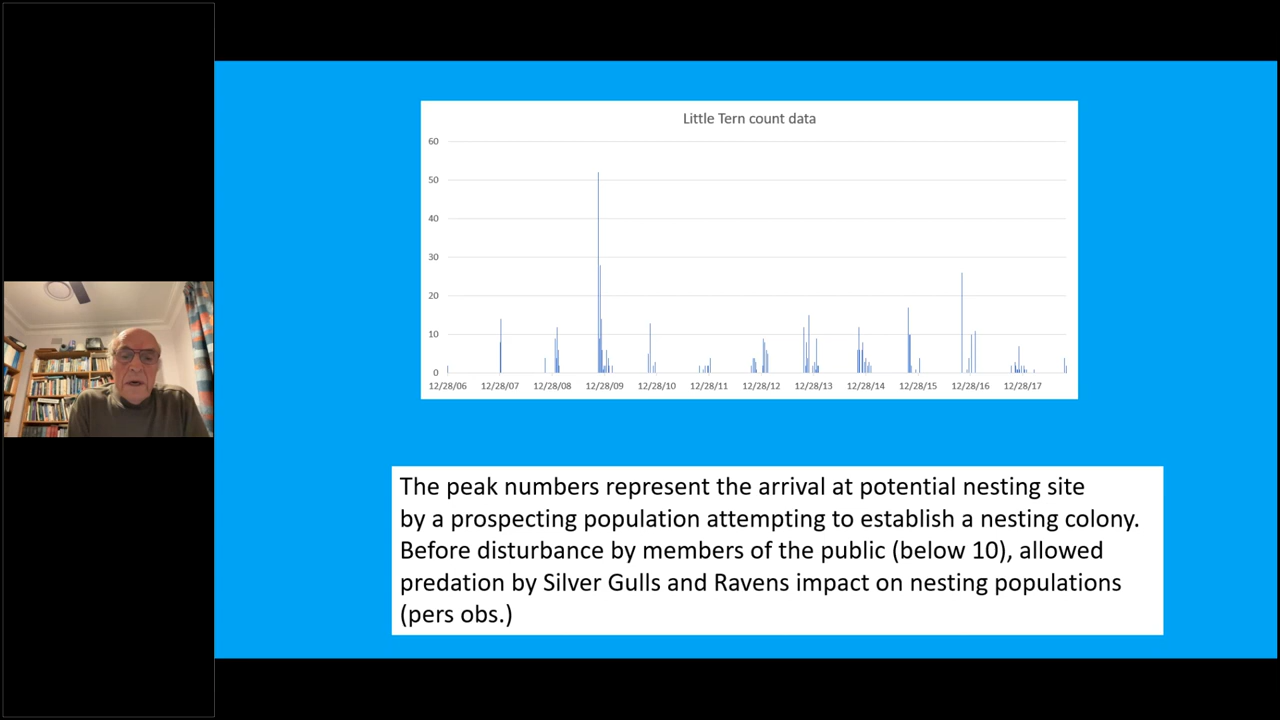 Little Tern count data
60
50
40
30
20
10
0
12/28/06 12/28/07 12/28/08 12/28/09 12/28/10 12/28/11 12/28/12 12/28/13 12/28/14 12/28/15 12/28/16 12/28/17
The peak numbers represent the arrival at potential nesting site
by a prospecting population attempting to establish a nesting colony.
Before disturbance by members of the public (below 10), allowed
predation by Silver Gulls and Ravens impact on nesting populations
(pers obs.)